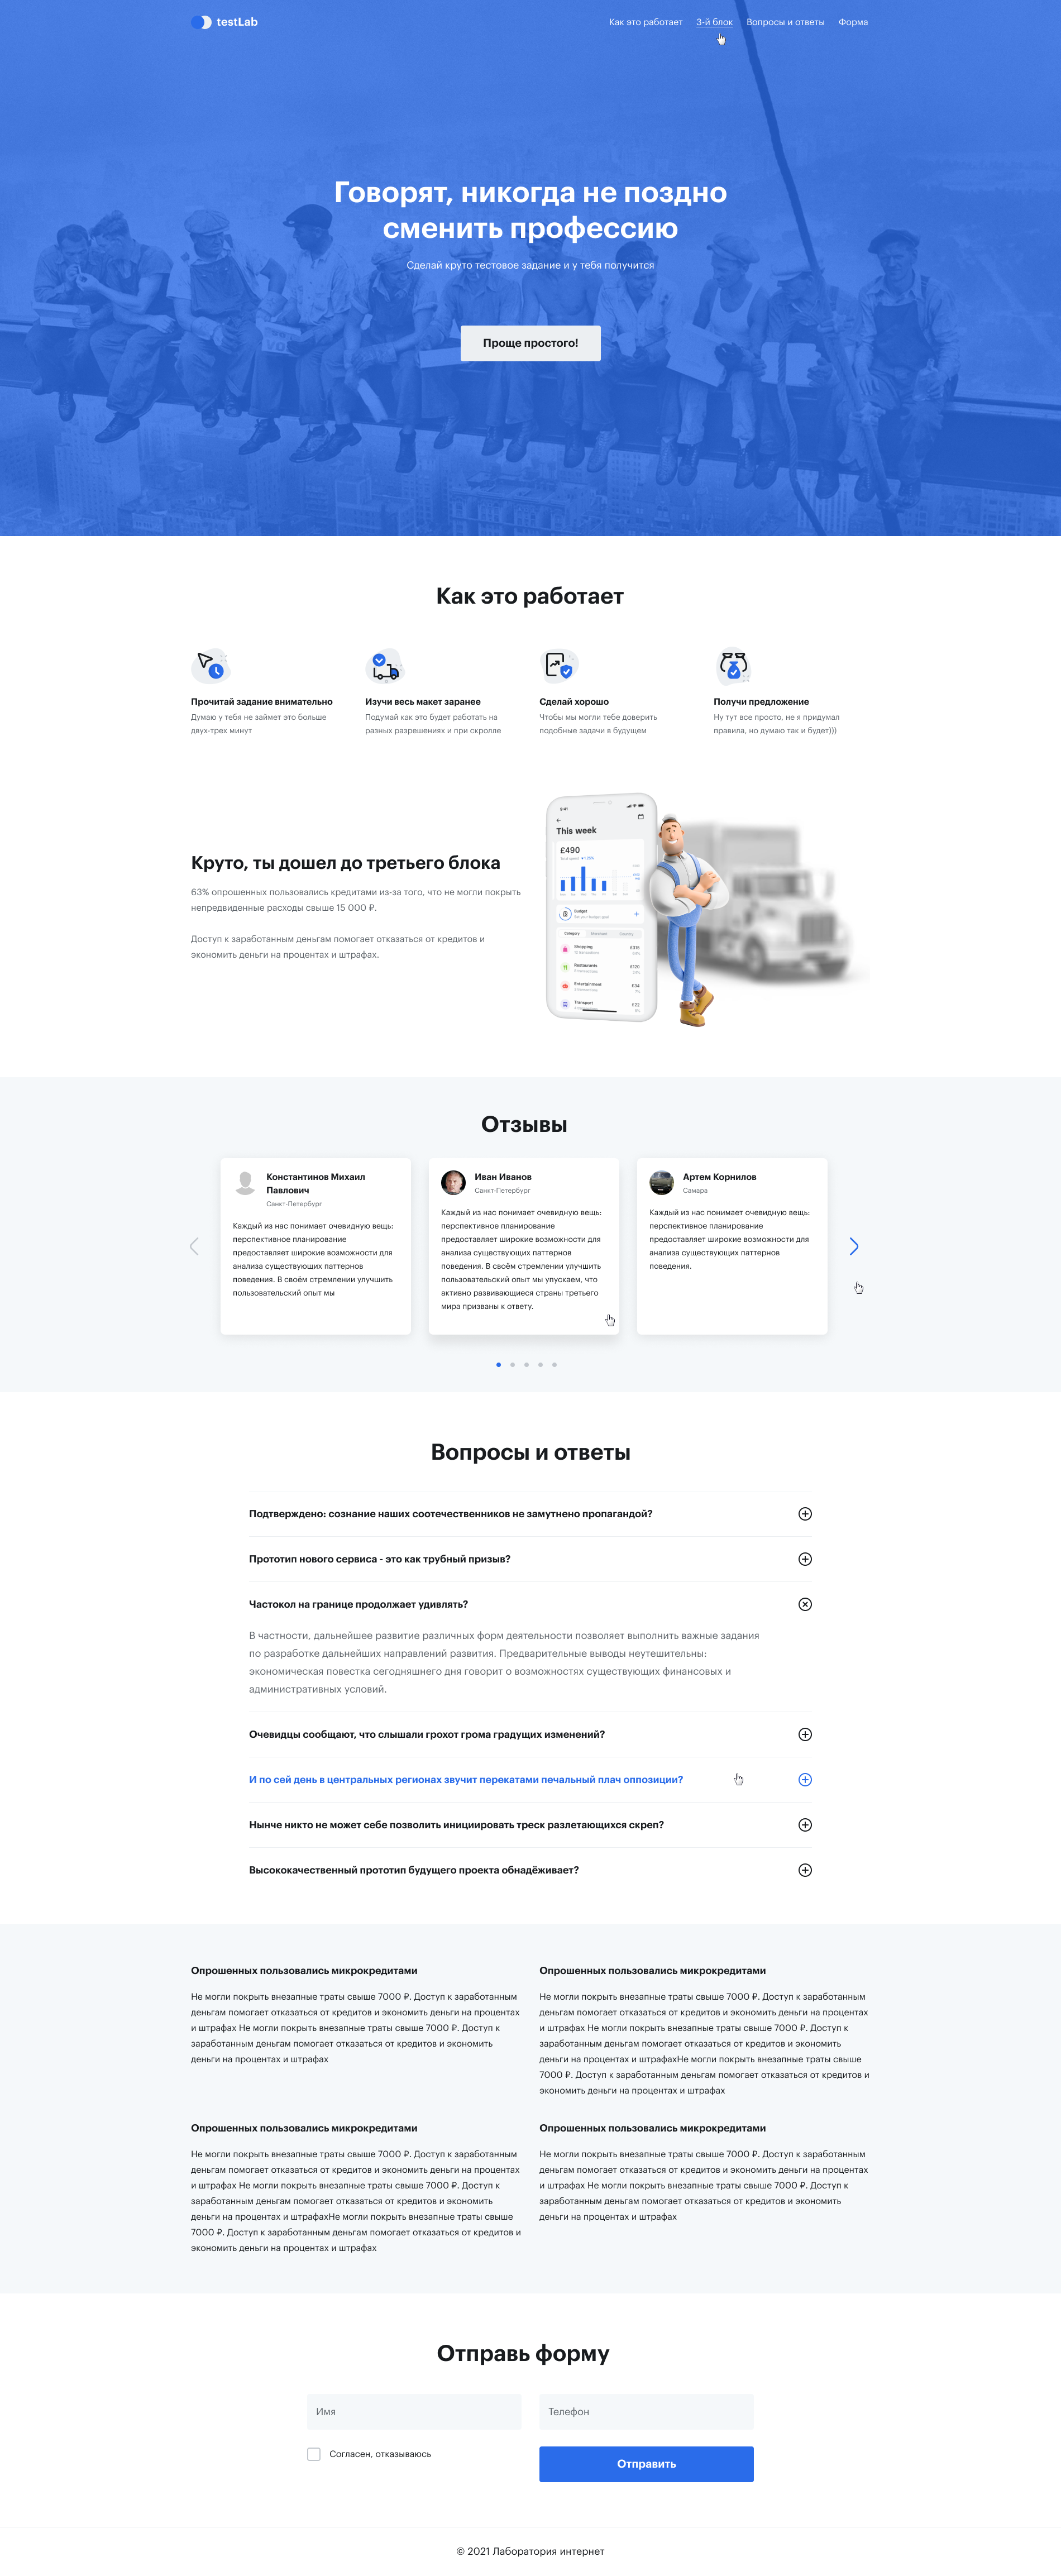 testLab
Как это работает
3-й блок
Вопросы и ответы
Форма
Говорят, никогда не поздно
сменить профессию
Сделай круто тестовое задание и у тебя получится
Проще простого!
Как это работает
Прочитай задание внимательно
Думаю у тебя не займет это больше
двух-трех минут
Изучи весь макет заранее
Подумай как это будет работать на
разных разрешениях и при скролле
Сделай хорошо
Чтобы мы могли тебе доверить
подобные задачи в будущем
Получи предложение
Ну тут все просто, не я придумал
правила, но думаю так и будет)))
Круто, ты дошел до третьего блока
63% опрошенных пользовались кредитами из-за того, что не могли покрыть
непредвиденные расходы свыше 15 000 ₽.
Доступ к заработанным деньгам помогает отказаться от кредитов и
экономить деньги на процентах и штрафах.
9:41
This week
£490
Budget
Category
Merchant
Country
Shopping
£315
Restaurants
£120
Entertainment
£34
Transport
£22
Отзывы
Константинов Михаил
Павлович
Санкт-Петербург
Каждый из нас понимает очевидную вещь:
перспективное планирование
предоставляет широкие возможности для
анализа существующих паттернов
поведения. В своём стремлении улучшить
пользовательский опыт мы
Иван Иванов
Санкт-Петербург
Каждый из нас понимает очевидную вещь:
перспективное планирование
предоставляет широкие возможности для
анализа существующих паттернов
поведения. В своём стремлении улучшить
пользовательский опыт мы упускаем, что
активно развивающиеся страны третьего
мира призваны к ответу.
Артем Корнилов
Самара
Каждый из нас понимает очевидную вещь:
перспективное планирование
предоставляет широкие возможности для
анализа существующих паттернов
поведения.
Вопросы и ответы
Подтверждено: сознание наших соотечественников не замутнено пропагандой?
Прототип нового сервиса - это как трубный призыв?
Частокол на границе продолжает удивлять?
В частности, дальнейшее развитие различных форм деятельности позволяет выполнить важные задания
по разработке дальнейших направлений развития. Предварительные выводы неутешительны:
экономическая повестка сегодняшнего дня говорит о возможностях существующих финансовых и
административных условий.
Очевидцы сообщают, что слышали грохот грома градущих изменений?
И по сей день в центральных регионах звучит перекатами печальный плач оппозиции?
Нынче никто не может себе позволить инициировать треск разлетающихся скреп?
Высококачественный прототип будущего проекта обнадёживает?
Опрошенных пользовались микрокредитами
Не могли покрыть внезапные траты свыше 7000 ₽. Доступ к заработанным
деньгам помогает отказаться от кредитов и экономить деньги на процентах
и штрафах Не могли покрыть внезапные траты свыше 7000 ₽. Доступ к
заработанным деньгам помогает отказаться от кредитов и экономить
деньги на процентах и штрафах
Опрошенных пользовались микрокредитами
Не могли покрыть внезапные траты свыше 7000 ₽. Доступ к заработанным
деньгам помогает отказаться от кредитов и экономить деньги на процентах
и штрафах Не могли покрыть внезапные траты свыше 7000 ₽. Доступ к
заработанным деньгам помогает отказаться от кредитов и экономить
деньги на процентах и штрафахНе могли покрыть внезапные траты свыше
7000 ₽. Доступ к заработанным деньгам помогает отказаться от кредитов и
экономить деньги на процентах и штрафах
Опрошенных пользовались микрокредитами
Не могли покрыть внезапные траты свыше 7000 ₽. Доступ к заработанным
деньгам помогает отказаться от кредитов и экономить деньги на процентах
и штрафах Не могли покрыть внезапные траты свыше 7000 ₽. Доступ к
заработанным деньгам помогает отказаться от кредитов и экономить
деньги на процентах и штрафахНе могли покрыть внезапные траты свыше
7000 ₽. Доступ к заработанным деньгам помогает отказаться от кредитов и
экономить деньги на процентах и штрафах
Опрошенных пользовались микрокредитами
Не могли покрыть внезапные траты свыше 7000 ₽. Доступ к заработанным
деньгам помогает отказаться от кредитов и экономить деньги на процентах
и штрафах Не могли покрыть внезапные траты свыше 7000 ₽. Доступ к
заработанным деньгам помогает отказаться от кредитов и экономить
деньги на процентах и штрафах
Отправь форму
Имя
Телефон
Согласен, отказываюсь
Отправить
© 2021 Лаборатория интернет